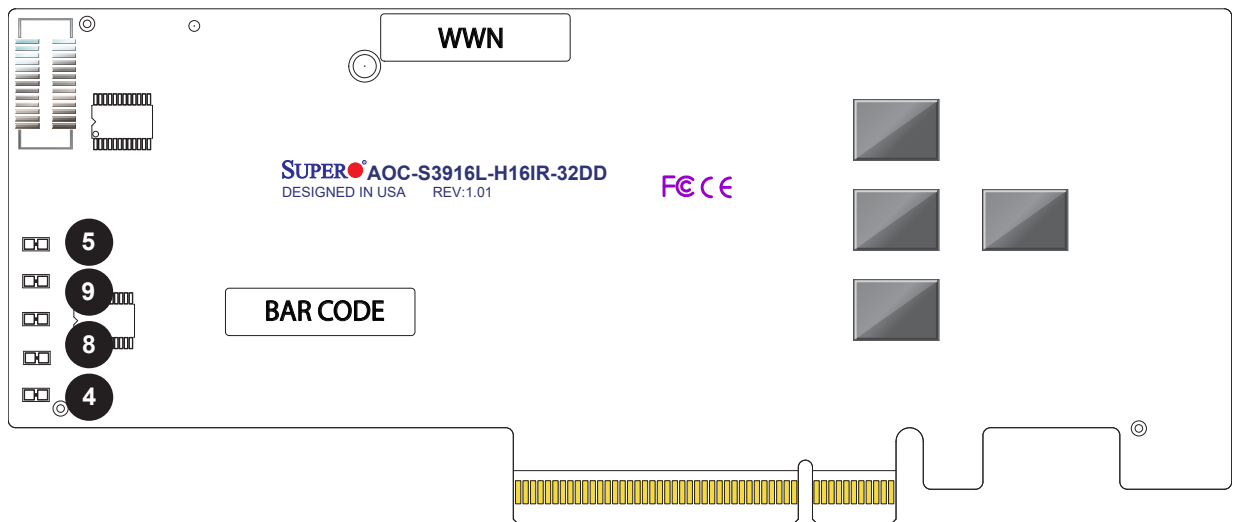 WWN
SUPER® AOC-S3916L-H16IR-32DD
DESIGNED IN USA REV:1.01
FCC CE
5
9
BAR CODE
8
4